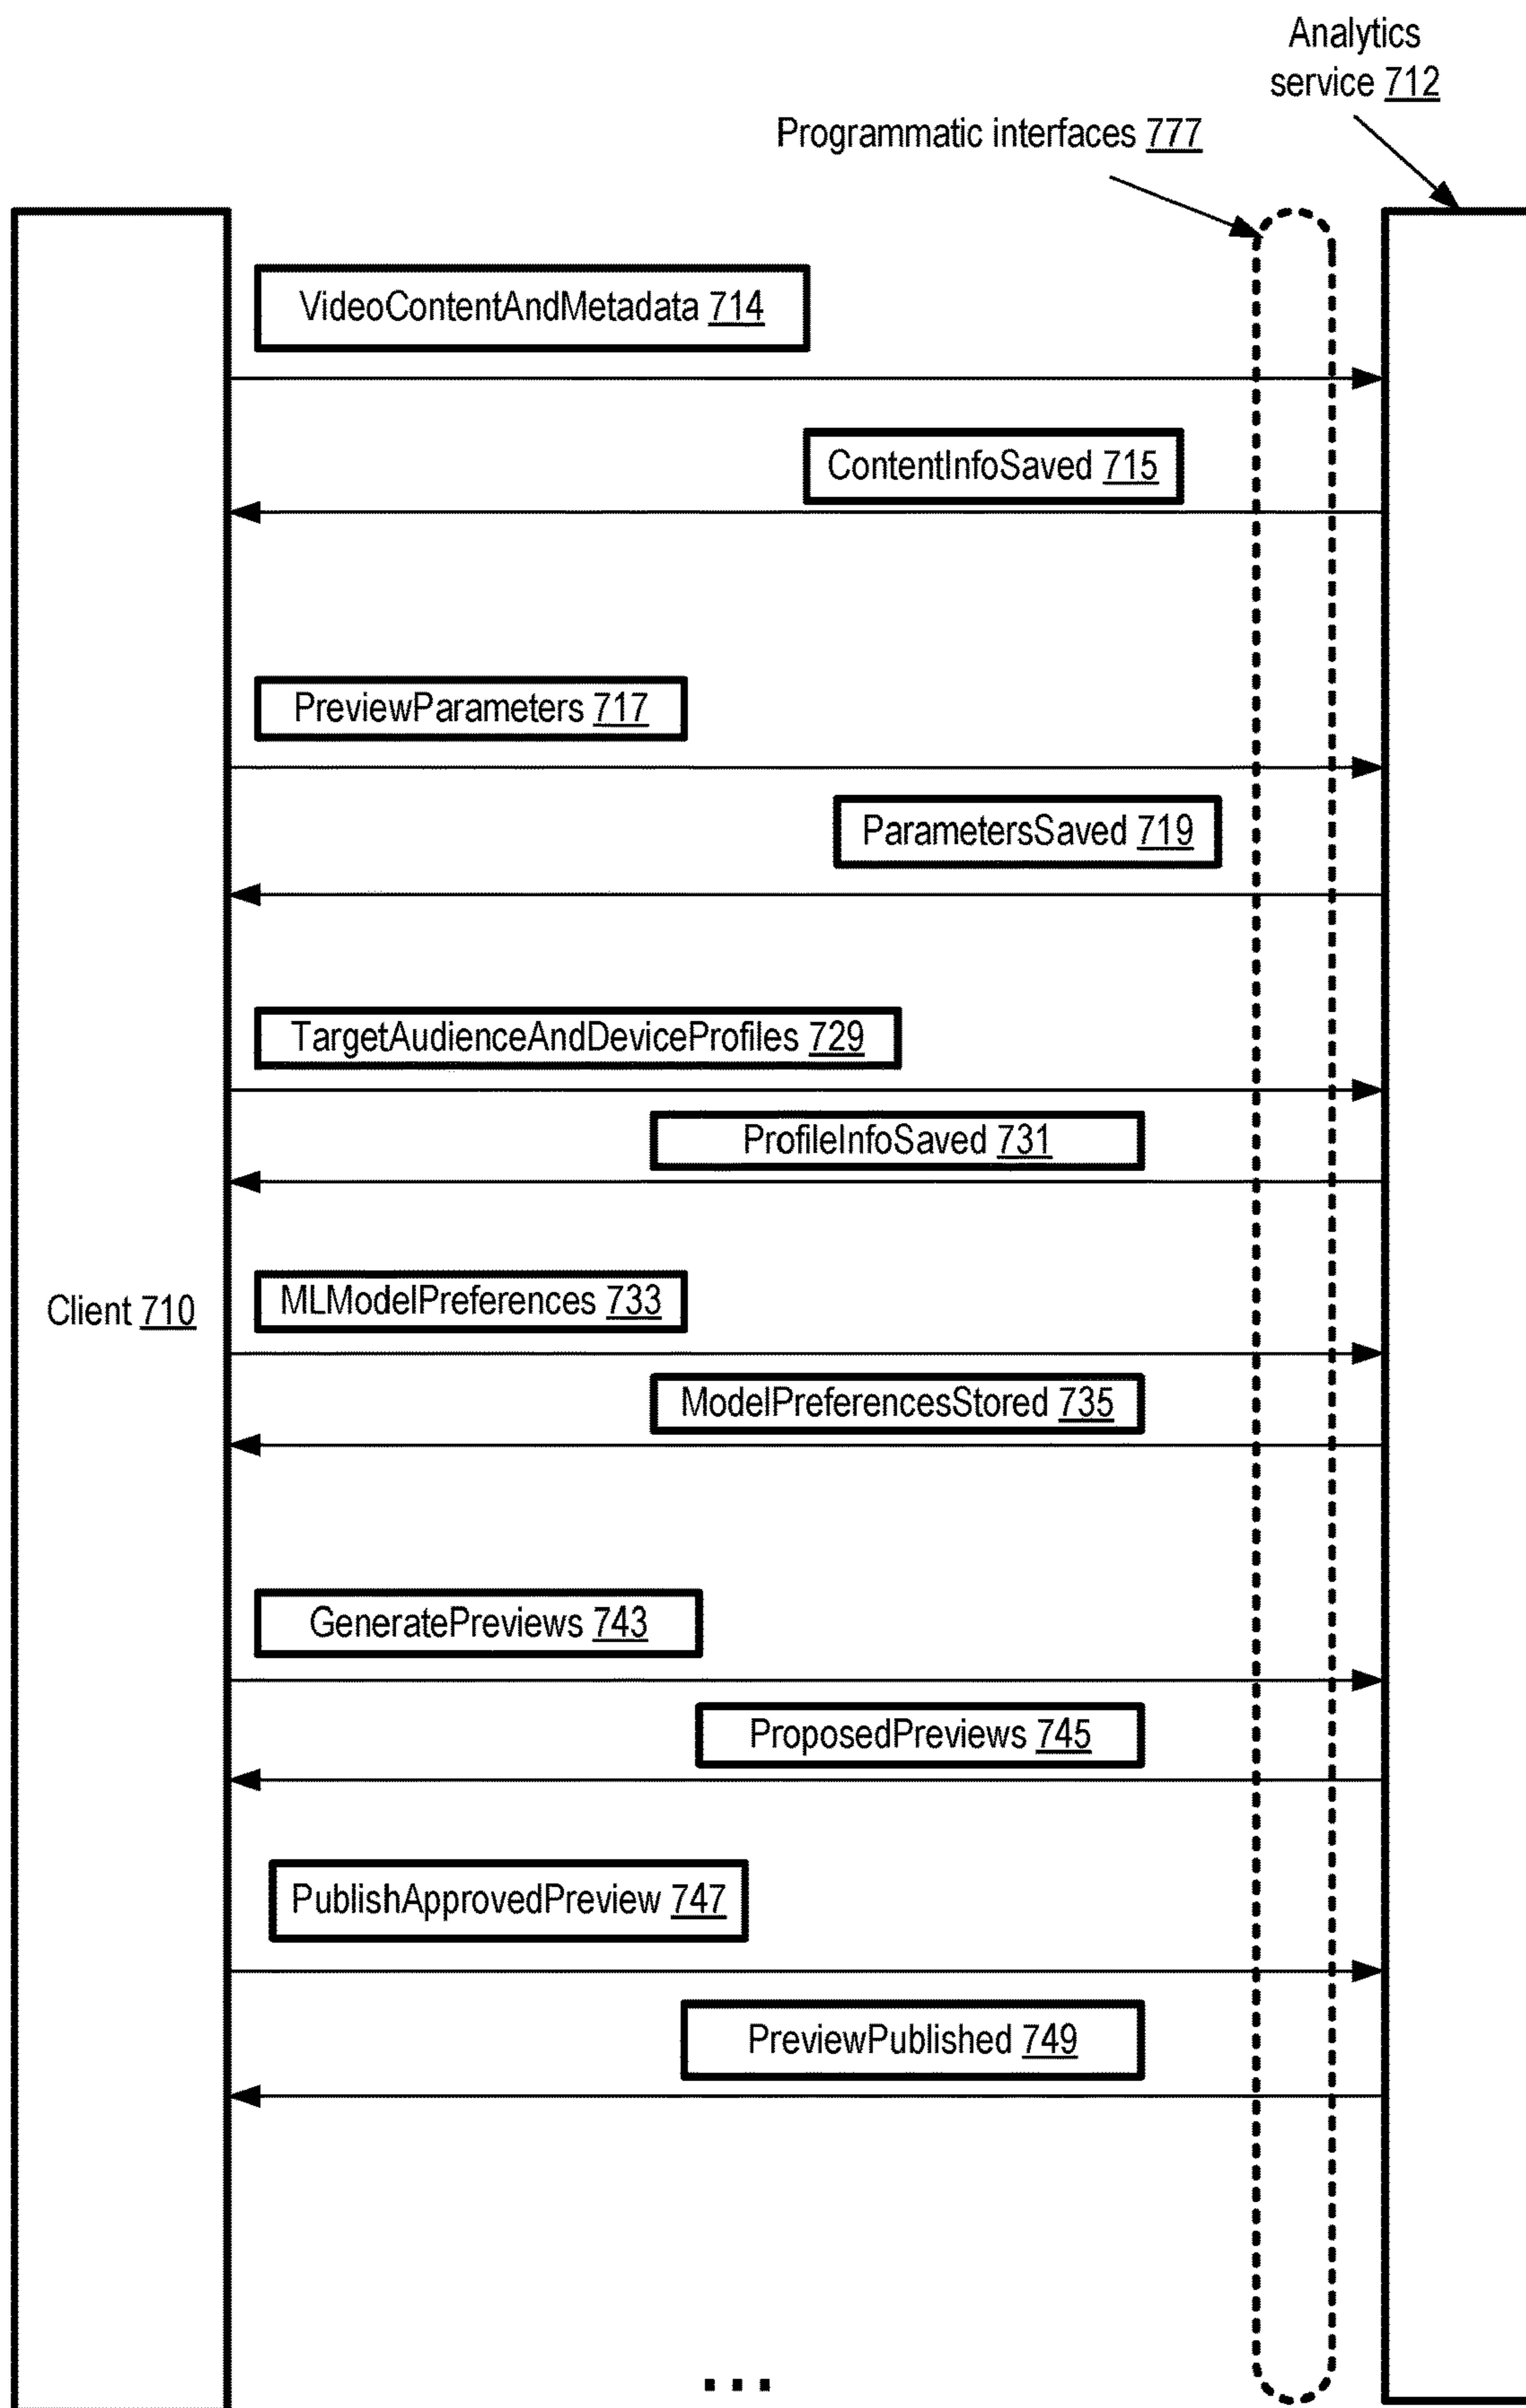 Analytics
service 712
Programmatic interfaces 777
VideoContentAndMetadata 714
ContentInfoSaved 715
PreviewParameters 717
ParametersSaved 719
TargetAudienceAndDeviceProfiles 729
ProfileInfoSaved 731
MLModelPreferences 733
Client 710
ModelPreferencesStored 735
GeneratePreviews 743
ProposedPreviews 745
PublishApprovedPreview 747
PreviewPublished 749
...